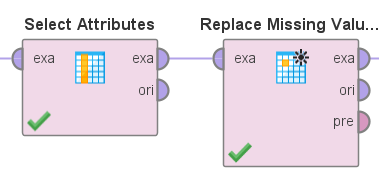 Select Attributes
Replace Missing Valu...
exa exa
ori
exa exa
ori
pre